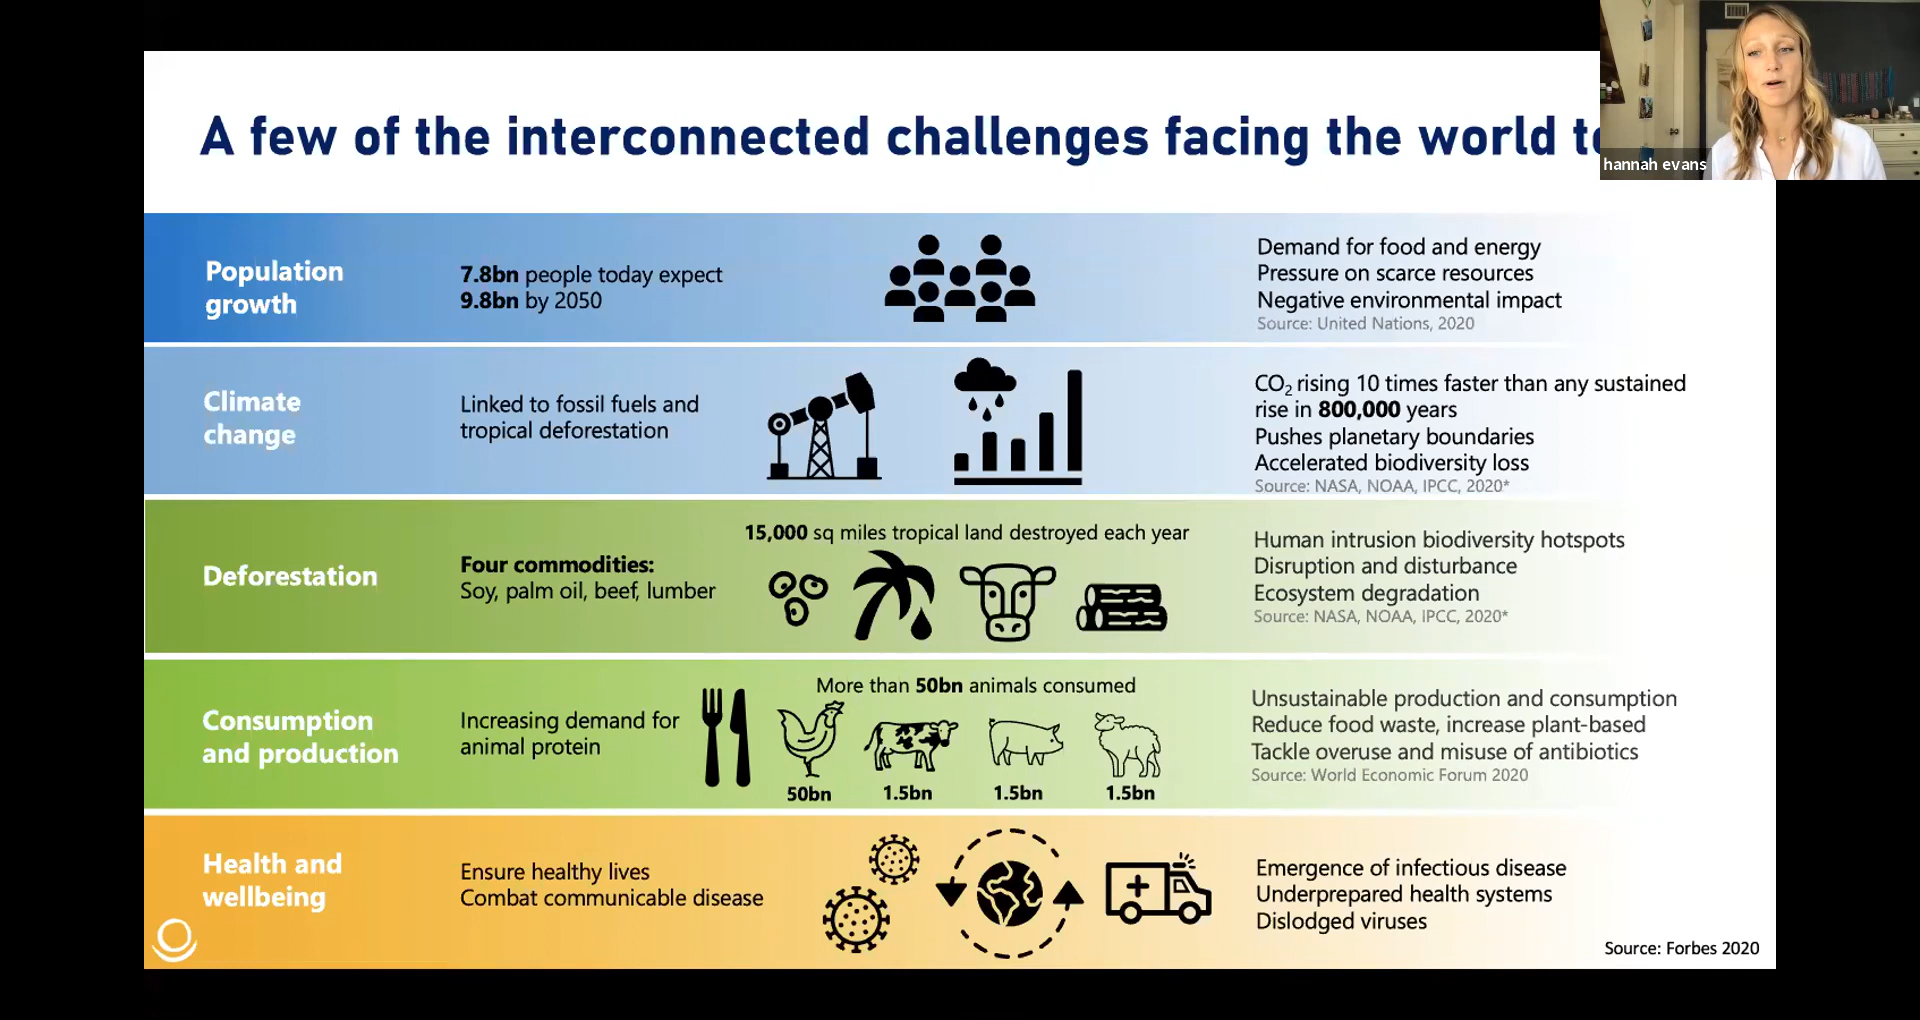 A few of the interconnected challenges facing the world
hannah evans
Population
growth
7.8bn people today expect
9.8bn by 2050
Demand for food and energy
Pressure on scarce resources
Negative environmental impact
Source: United Nations, 2020
Climate
change
Linked to fossil fuels and
tropical deforestation
CO₂ rising 10 times faster than any sustained
rise in 800,000 years
Pushes planetary boundaries
Accelerated biodiversity loss
Source: NASA, NOAA, IPCC, 2020*
Deforestation
Four commodities:
Soy, palm oil, beef, lumber
15,000 sq miles tropical land destroyed each year
Human intrusion biodiversity hotspots
Disruption and disturbance
Ecosystem degradation
Source: NASA, NOAA, IPCC, 2020*
Consumption
and production
Increasing demand for
animal protein
More than 50bn animals consumed
50bn 1.5bn 1.5bn 1.5bn
Unsustainable production and consumption
Reduce food waste, increase plant-based
Tackle overuse and misuse of antibiotics
Source: World Economic Forum 2020
Health and
wellbeing
Ensure healthy lives
Combat communicable disease
Emergence of infectious disease
Underprepared health systems
Dislodged viruses
Source: Forbes 2020